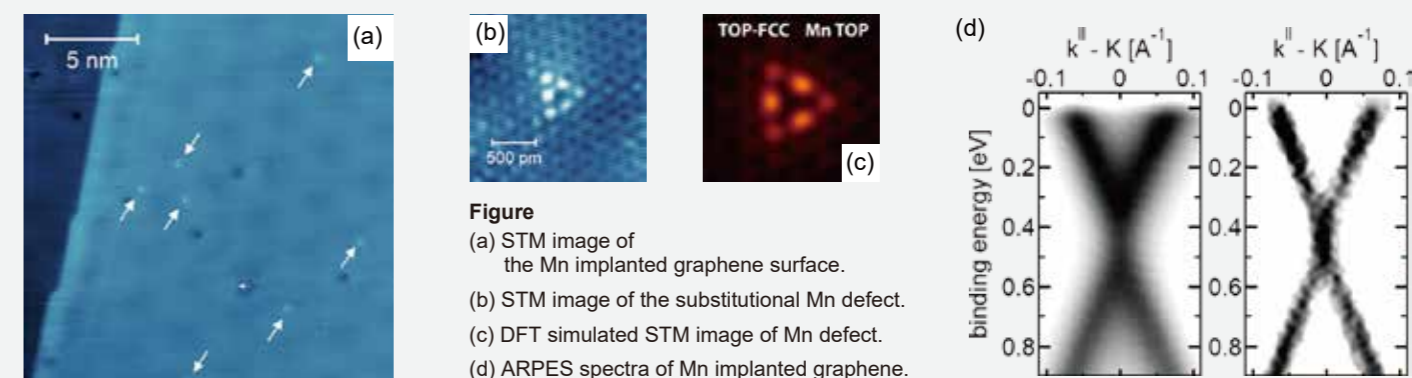 (a)
5 nm
(b)
500 pm
TOP-FCC Mn TOP
(c)
Figure
(a) STM image of
the Mn implanted graphene surface.
(b) STM image of the substitutional Mn defect.
(c) DFT simulated STM image of Mn defect.
(d) ARPES spectra of Mn implanted graphene.
(d)
k|| - K [A-1]
-0.1 0 0.1
binding energy [eV]
0
0.2
0.4
0.6
0.8
k|| - K [A-1]
-0.1 0 0.1
0
0.2
0.4
0.6
0.8